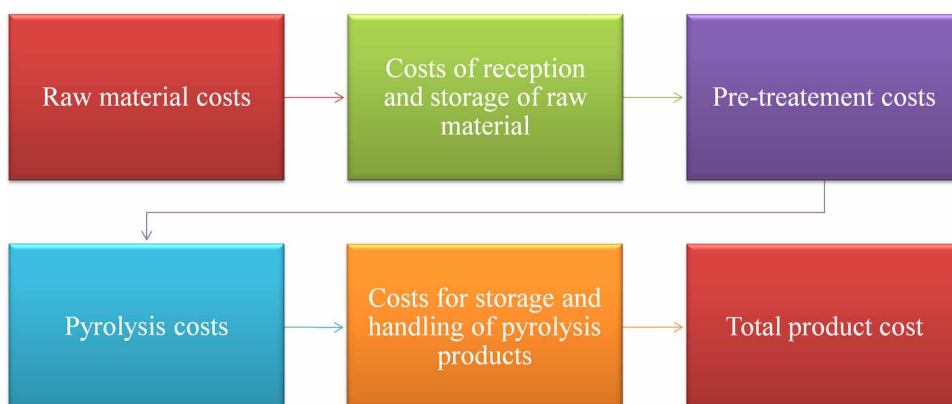 Raw material costs
Costs of reception
and storage of raw
material
Pre-treatement costs
Pyrolysis costs
Costs for storage and
handling of pyrolysis
products
Total product cost